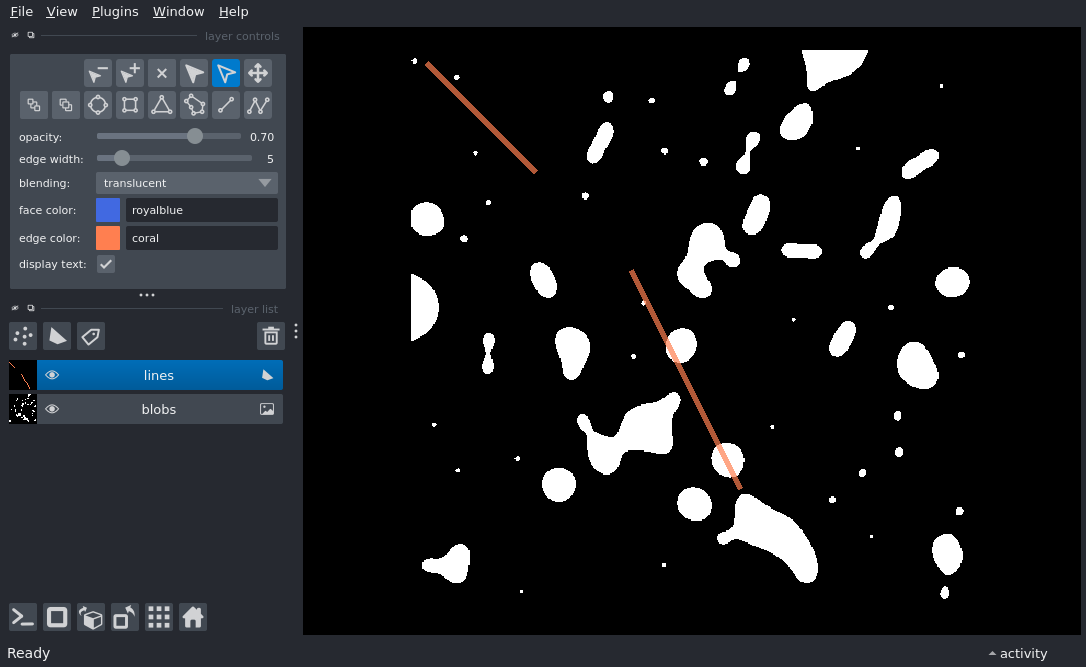 File View Plugins Window Help
layer controls
opacity: 0.70
edge width: 5
blending: translucent
face color: royalblue
edge color: coral
display text:
layer list
lines
blobs
Ready activity